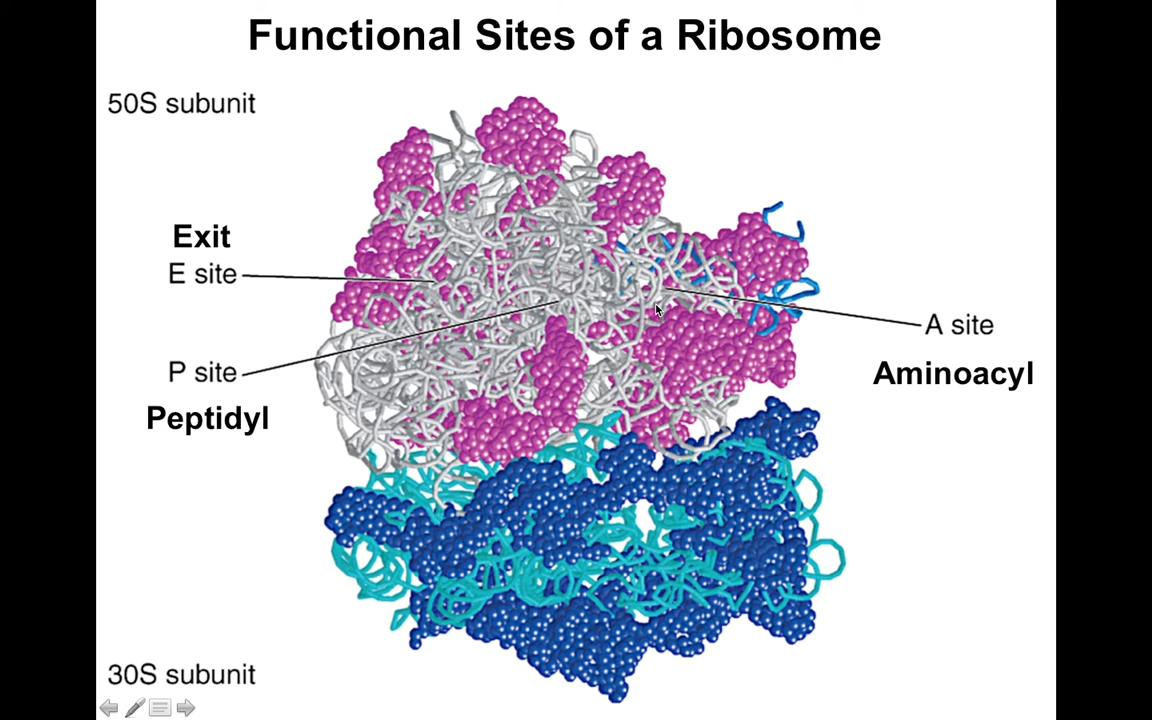 Functional Sites of a Ribosome
50S subunit
Exit
E site
P site
Peptidyl
A site
Aminoacyl
30S subunit